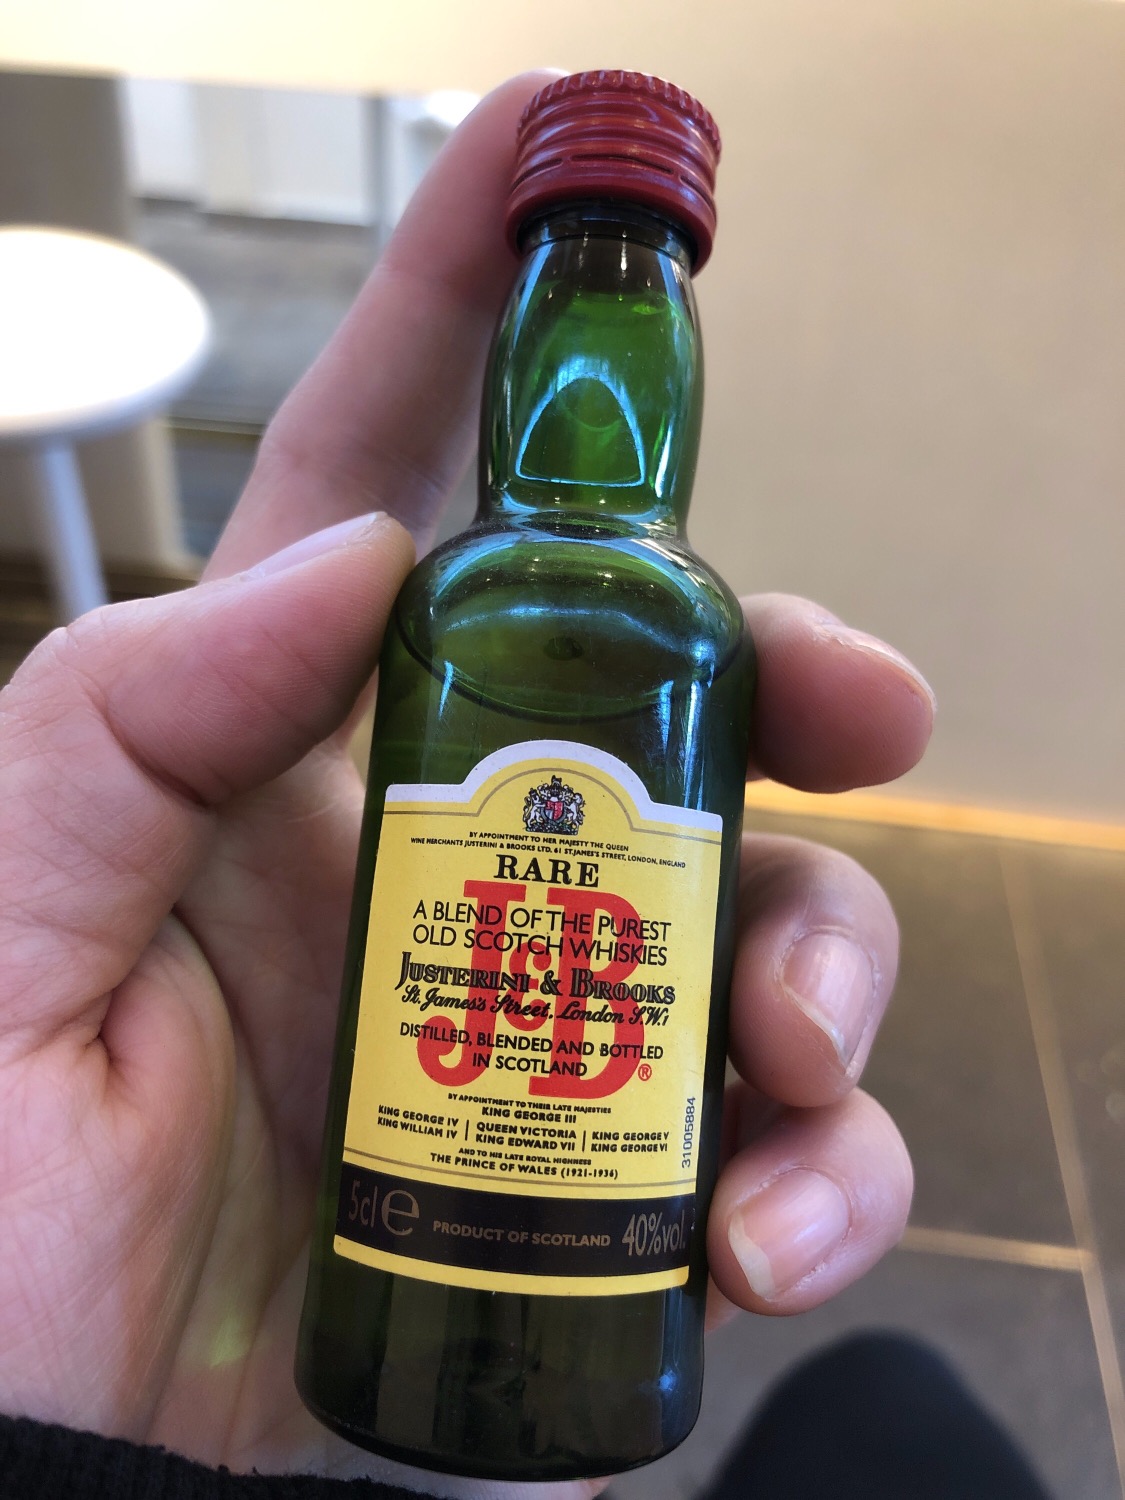 BY APPOINTMENT TO HER MAJESTY THE QUEEN
WINE MERCHANTS JUSTERINI & BROOKS LTD. 61 ST.JAMES'S STREET, LONDON, ENGLAND
RARE
J&B
A BLEND OF THE PUREST
OLD SCOTCH WHISKIES
JUSTERINI & BROOKS
St. James's Street, London S.W.1
DISTILLED, BLENDED AND BOTTLED
IN SCOTLAND
®
BY APPOINTMENT TO THEIR LATE MAJESTIES
KING GEORGE III
KING GEORGE IV | QUEEN VICTORIA | KING GEORGE V
KING WILLIAM IV | KING EDWARD VII | KING GEORGE VI
AND TO HIS LATE ROYAL HIGHNESS
THE PRINCE OF WALES (1921-1936)
31005884
5cl e PRODUCT OF SCOTLAND 40%vol.